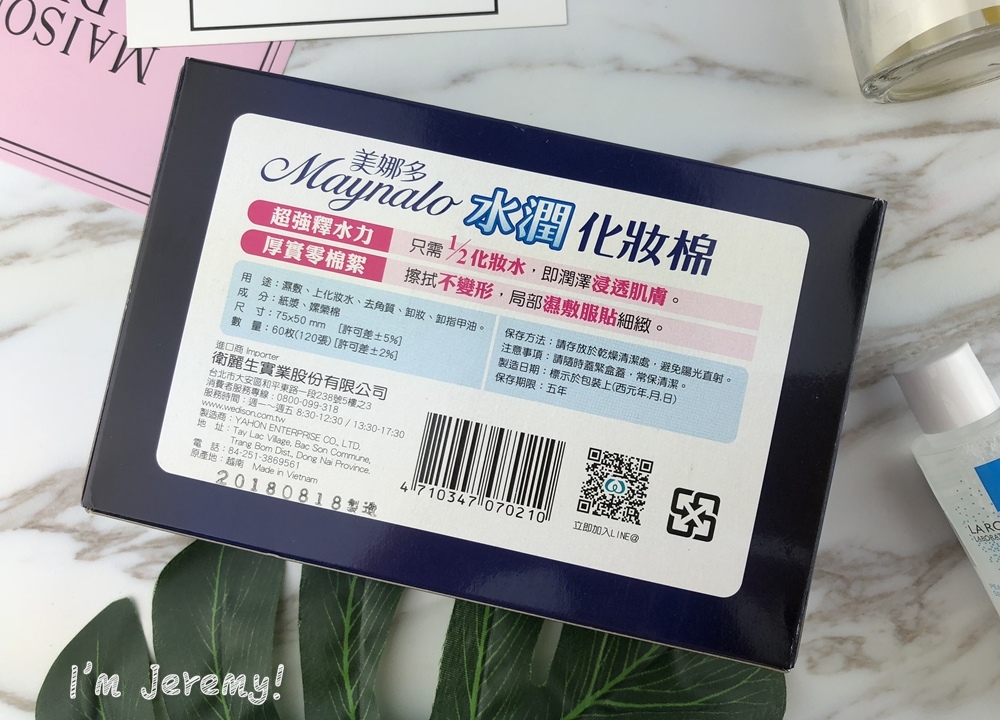 MAISON
美娜多
Maynalo 水潤 化妝棉
超強釋水力 只需1/2化妝水，即潤澤浸透肌膚。
厚實零棉絮 擦拭不變形，局部濕敷服貼細緻。
用 途：濕敷、上化妝水、去角質、卸妝、卸指甲油。
成 分：紙漿、嫘縈棉
尺 寸：75x50 mm [許可差±5%]
數 量：60枚(120張) [許可差±2%]
保存方法：請存放於乾燥清潔處，避免陽光直射。
注意事項：請隨時蓋緊盒蓋，常保清潔。
製造日期：標示於包裝上(西元年.月.日)
保存期限：五年
進口商 Importer
衛麗生實業股份有限公司
台北市大安區和平東路一段238號5樓之3
消費者服務專線：0800-099-318
服務時間：週一～週五 8:30-12:30 / 13:30-17:30
www.wedison.com.tw
製造商：YAHON ENTERPRISE CO., LTD.
地 址：Tay Lac Village, Bac Son Commune,
Trang Bom Dist., Dong Nai Province.
電 話：84-251-3869561
原產地：越南 Made in Vietnam
20180818製造
4 710347 070210
立即加入LINE@
LA RO
LABORAT
I'm Jeremy!